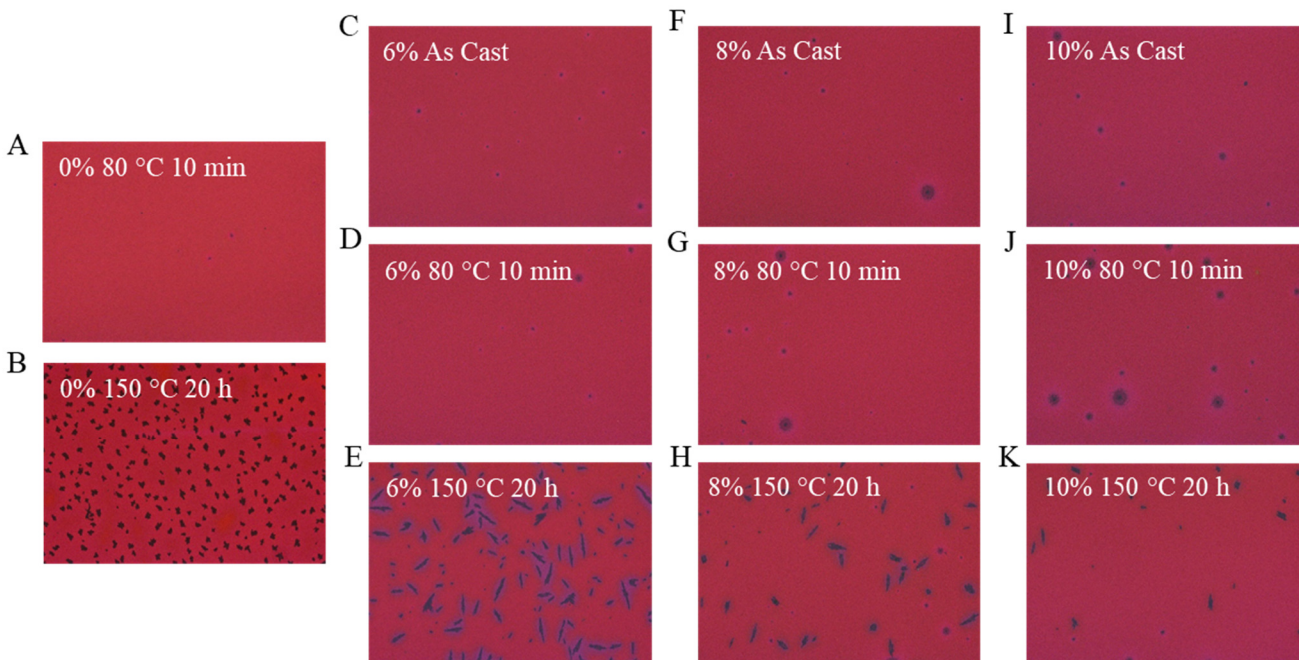 A
0% 80 °C 10 min
B
0% 150 °C 20 h
C
6% As Cast
D
6% 80 °C 10 min
E
6% 150 °C 20 h
F
8% As Cast
G
8% 80 °C 10 min
H
8% 150 °C 20 h
I
10% As Cast
J
10% 80 °C 10 min
K
10% 150 °C 20 h